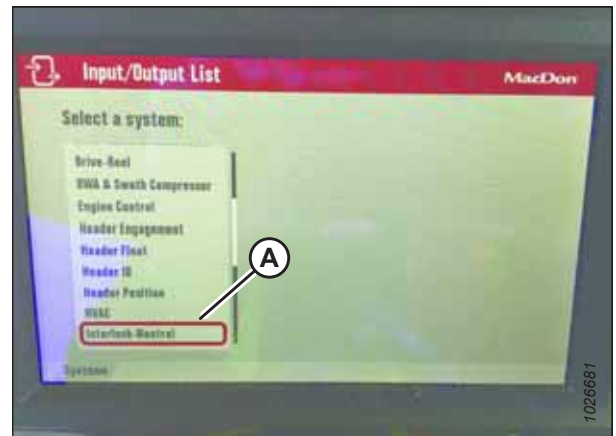 Input/Output List
MacDon
Select a system:
Drive-Reel
DWA & Swath Compressor
Engine Control
Header Engagement
Header Float
Header ID
Header Position
HVAC
Interlock-Neutral
A
System:
1026681